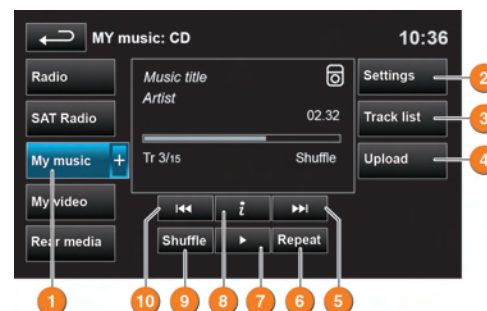 MY music: CD 10:36
Radio
SAT Radio
My music +
My video
Rear media
Music title
Artist
02.32
Tr 3/15 Shuffle
Settings
Track list
Upload
i
Shuffle Repeat
1
10
9
8
7
6
5
2
3
4